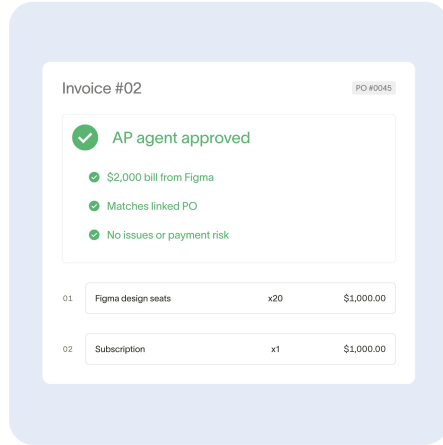 Invoice #02
PO #0045
AP agent approved
$2,000 bill from Figma
Matches linked PO
No issues or payment risk
01 Figma design seats x20 $1,000.00
02 Subscription x1 $1,000.00